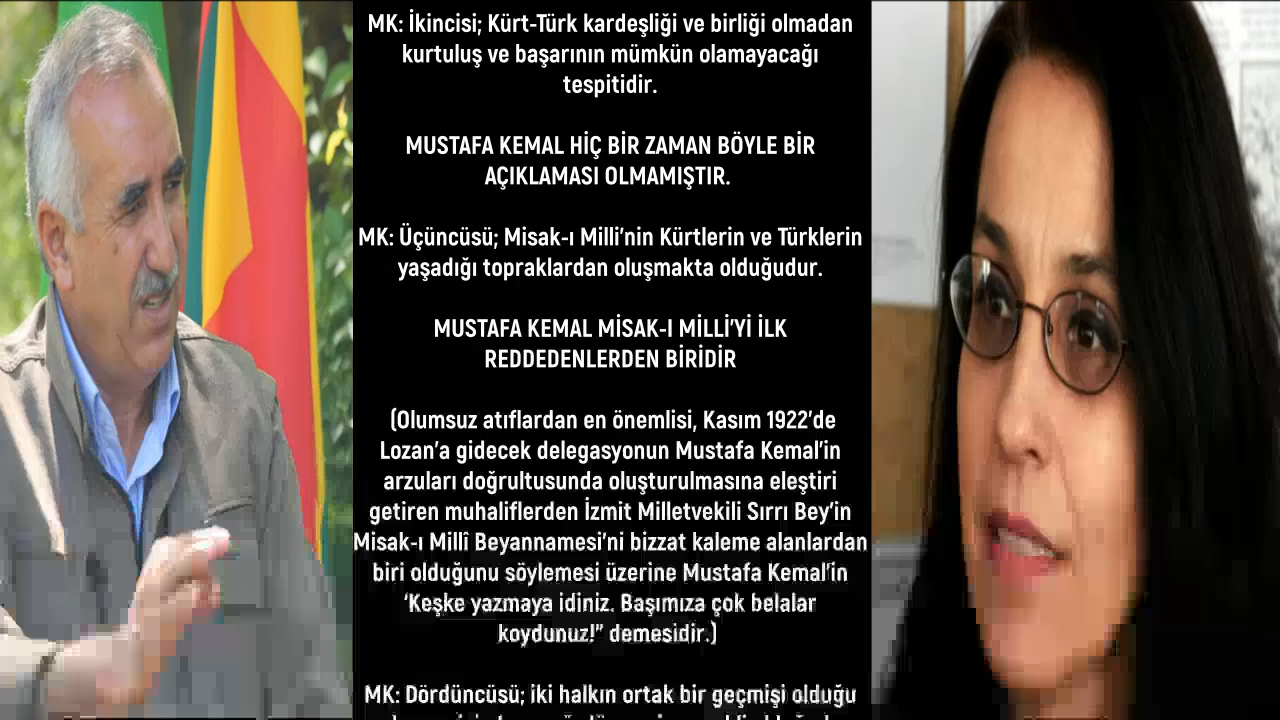 MK: İkincisi; Kürt-Türk kardeşliği ve birliği olmadan
kurtuluş ve başarının mümkün olamayacağı
tespitidir.
MUSTAFA KEMAL HİÇ BİR ZAMAN BÖYLE BİR
AÇIKLAMASI OLMAMIŞTIR.
MK: Üçüncüsü; Misak-ı Milli’nin Kürtlerin ve Türklerin
yaşadığı topraklardan oluşmakta olduğudur.
MUSTAFA KEMAL MİSAK-I MİLLİ’Yİ İLK
REDDEDENLERDEN BİRİDİR
(Olumsuz atıflardan en önemlisi, Kasım 1922’de
Lozan’a gidecek delegasyonun Mustafa Kemal’in
arzuları doğrultusunda oluşturulmasına eleştiri
getiren muhaliflerden İzmit Milletvekili Sırrı Bey’in
Misak-ı Millî Beyannamesi’ni bizzat kaleme alanlardan
biri olduğunu söylemesi üzerine Mustafa Kemal’in
‘Keşke yazmaya idiniz. Başımıza çok belalar
koydunuz!” demesidir.)
MK: Dördüncüsü; iki halkın ortak bir geçmişi olduğu